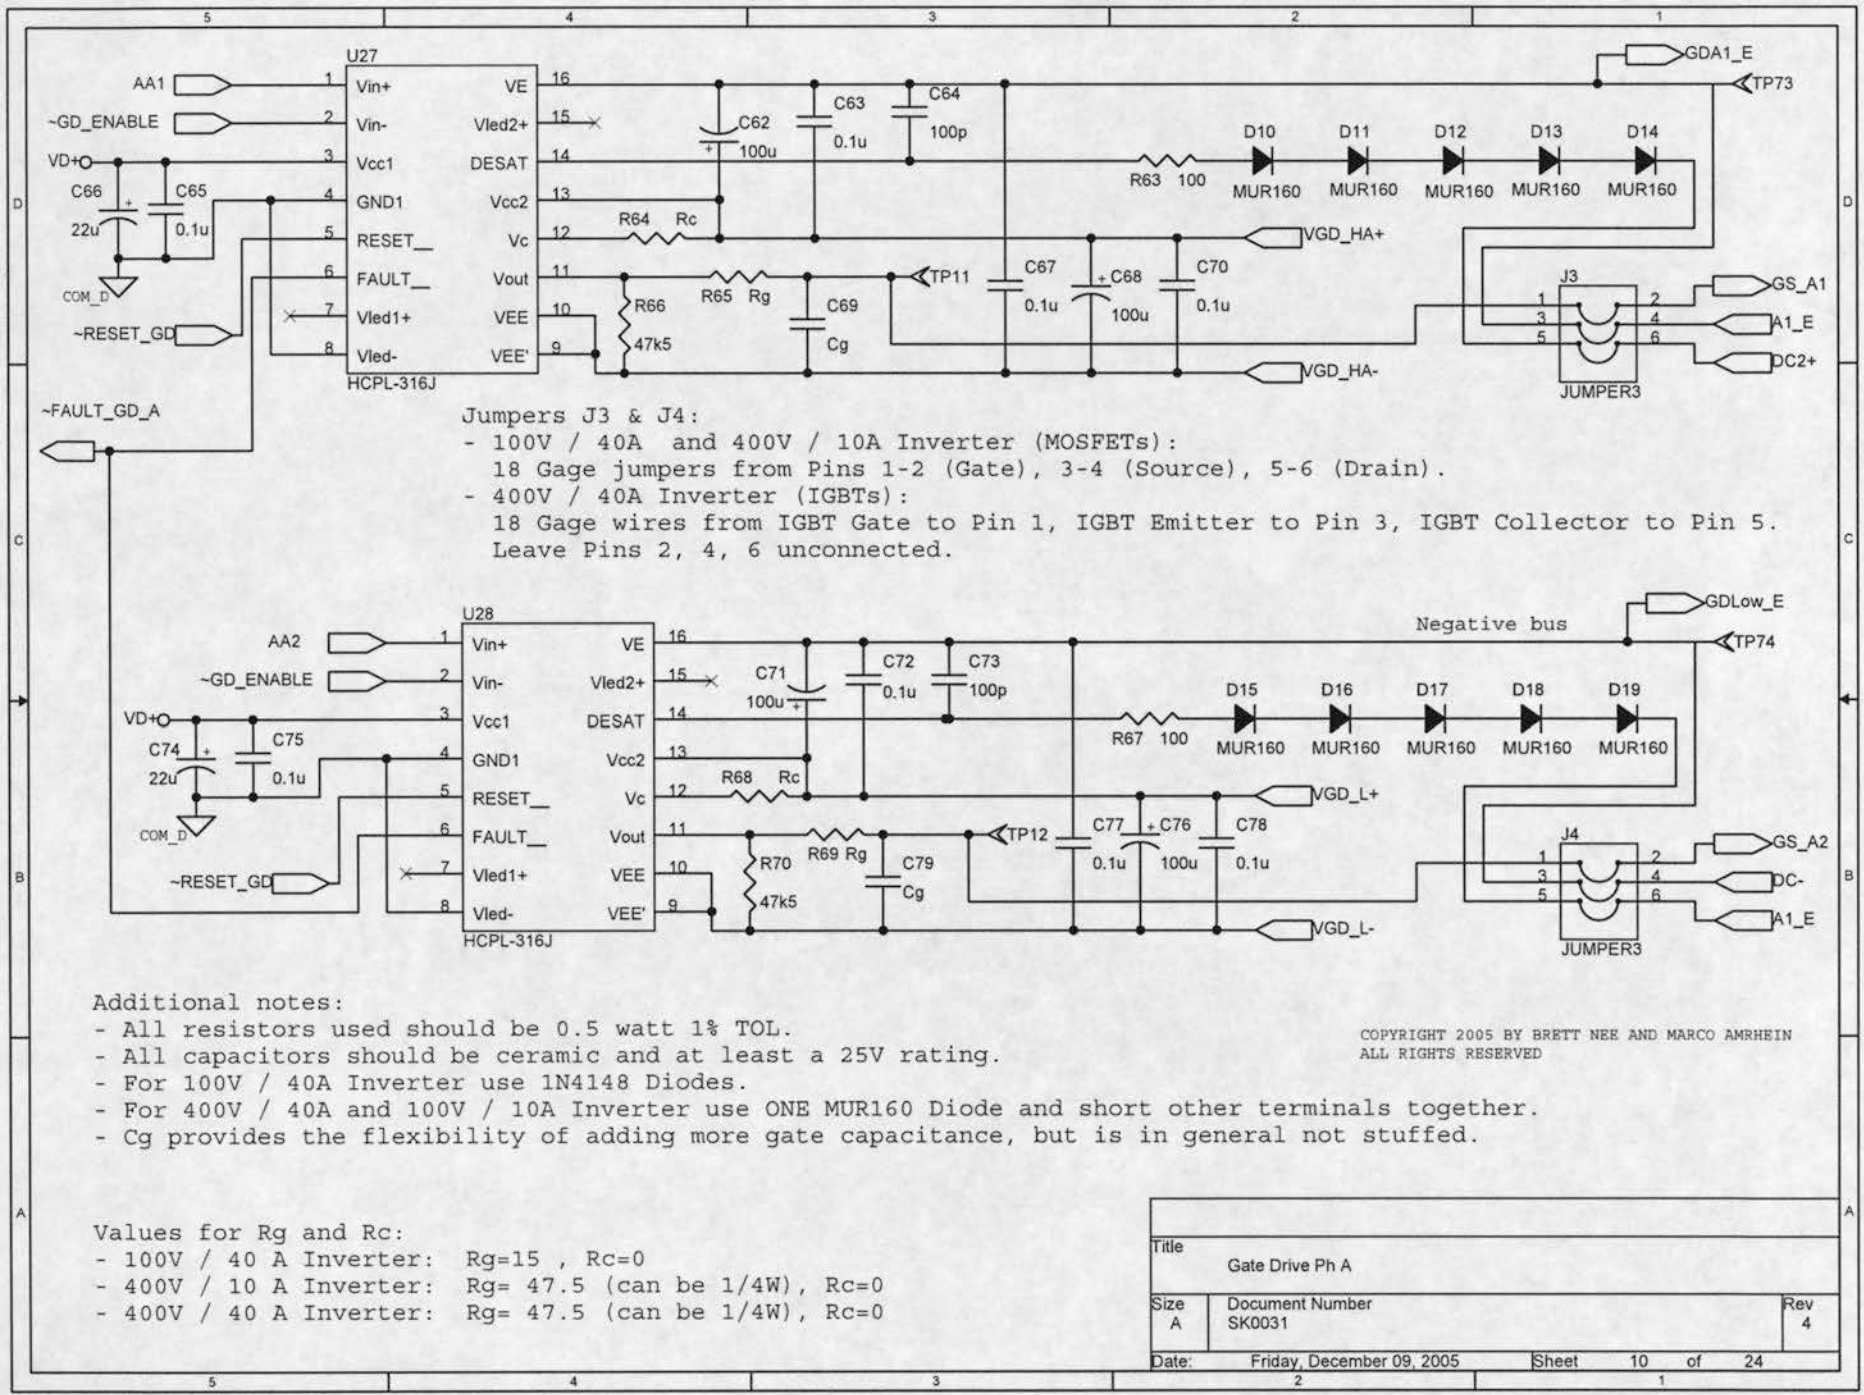 5 4 3 2 1
U27
AA1 1 Vin+ VE 16 GDA1_E
TP73
~GD_ENABLE 2 Vin- Vled2+ 15
C62 100u C63 0.1u C64 100p
VD+ 3 Vcc1 DESAT 14
R63 100
D10 D11 D12 D13 D14
MUR160 MUR160 MUR160 MUR160 MUR160
C66 22u C65 0.1u
D 4 GND1 Vcc2 13 D
5 RESET__ Vc 12 R64 Rc VGD_HA+
6 FAULT__ Vout 11 R65 Rg TP11
COM_D
R66 47k5 C69 Cg C67 0.1u C68 100u C70 0.1u
7 Vled1+ VEE 10
~RESET_GD
8 Vled- VEE' 9 VGD_HA-
HCPL-316J
J3
1 2 GS_A1
3 4 A1_E
5 6 DC2+
JUMPER3
~FAULT_GD_A
Jumpers J3 & J4:
- 100V / 40A and 400V / 10A Inverter (MOSFETs):
18 Gage jumpers from Pins 1-2 (Gate), 3-4 (Source), 5-6 (Drain).
- 400V / 40A Inverter (IGBTs):
18 Gage wires from IGBT Gate to Pin 1, IGBT Emitter to Pin 3, IGBT Collector to Pin 5.
Leave Pins 2, 4, 6 unconnected.
C C
U28
AA2 1 Vin+ VE 16 Negative bus GDLow_E
TP74
~GD_ENABLE 2 Vin- Vled2+ 15
C71 100u C72 0.1u C73 100p
VD+ 3 Vcc1 DESAT 14
R67 100
D15 D16 D17 D18 D19
MUR160 MUR160 MUR160 MUR160 MUR160
C74 22u C75 0.1u
4 GND1 Vcc2 13
5 RESET__ Vc 12 R68 Rc VGD_L+
6 FAULT__ Vout 11 R69 Rg TP12
COM_D
R70 47k5 C79 Cg C77 0.1u C76 100u C78 0.1u
B 7 Vled1+ VEE 10 B
~RESET_GD
8 Vled- VEE' 9 VGD_L-
HCPL-316J
J4
1 2 GS_A2
3 4 DC-
5 6 A1_E
JUMPER3
Additional notes:
- All resistors used should be 0.5 watt 1% TOL.
- All capacitors should be ceramic and at least a 25V rating.
- For 100V / 40A Inverter use 1N4148 Diodes.
- For 400V / 40A and 100V / 10A Inverter use ONE MUR160 Diode and short other terminals together.
- Cg provides the flexibility of adding more gate capacitance, but is in general not stuffed.
COPYRIGHT 2005 BY BRETT NEE AND MARCO AMRHEIN
ALL RIGHTS RESERVED
A A
Values for Rg and Rc:
- 100V / 40 A Inverter: Rg=15 , Rc=0
- 400V / 10 A Inverter: Rg= 47.5 (can be 1/4W), Rc=0
- 400V / 40 A Inverter: Rg= 47.5 (can be 1/4W), Rc=0
Title
Gate Drive Ph A
Size Document Number Rev
A SK0031 4
Date: Friday, December 09, 2005 Sheet 10 of 24
5 4 3 2 1